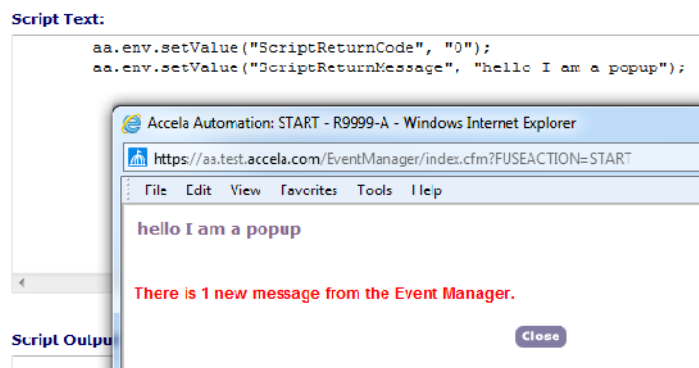 Script Text:
aa.env.setValue("ScriptReturnCode", "0");
aa.env.setValue("ScriptReturnMessage", "hello I am a popup");
Accela Automation: START - R9999-A - Windows Internet Explorer
https://aa.test.accela.com/EventManager/index.cfm?FUSEACTION=START
File Edit View Favorites Tools Help
hello I am a popup
There is 1 new message from the Event Manager.
Close
Script Outpu